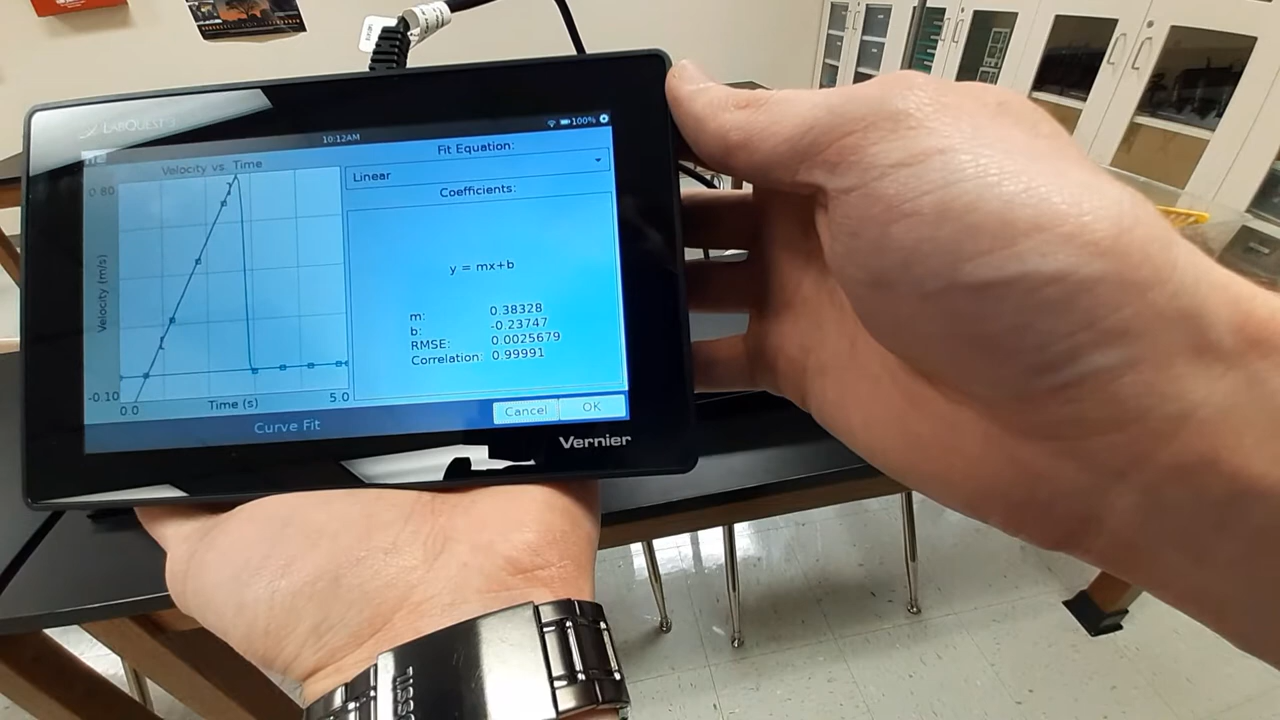 LABQUEST 3
10:12AM
100%
Velocity vs. Time
Fit Equation:
Linear
Coefficients:
0.80
Velocity (m/s)
y = mx+b
m: 0.38328
b: -0.23747
RMSE: 0.0025679
Correlation: 0.99991
-0.10
0.0
Time (s)
5.0
Cancel
OK
Curve Fit
Vernier
FOSSIL